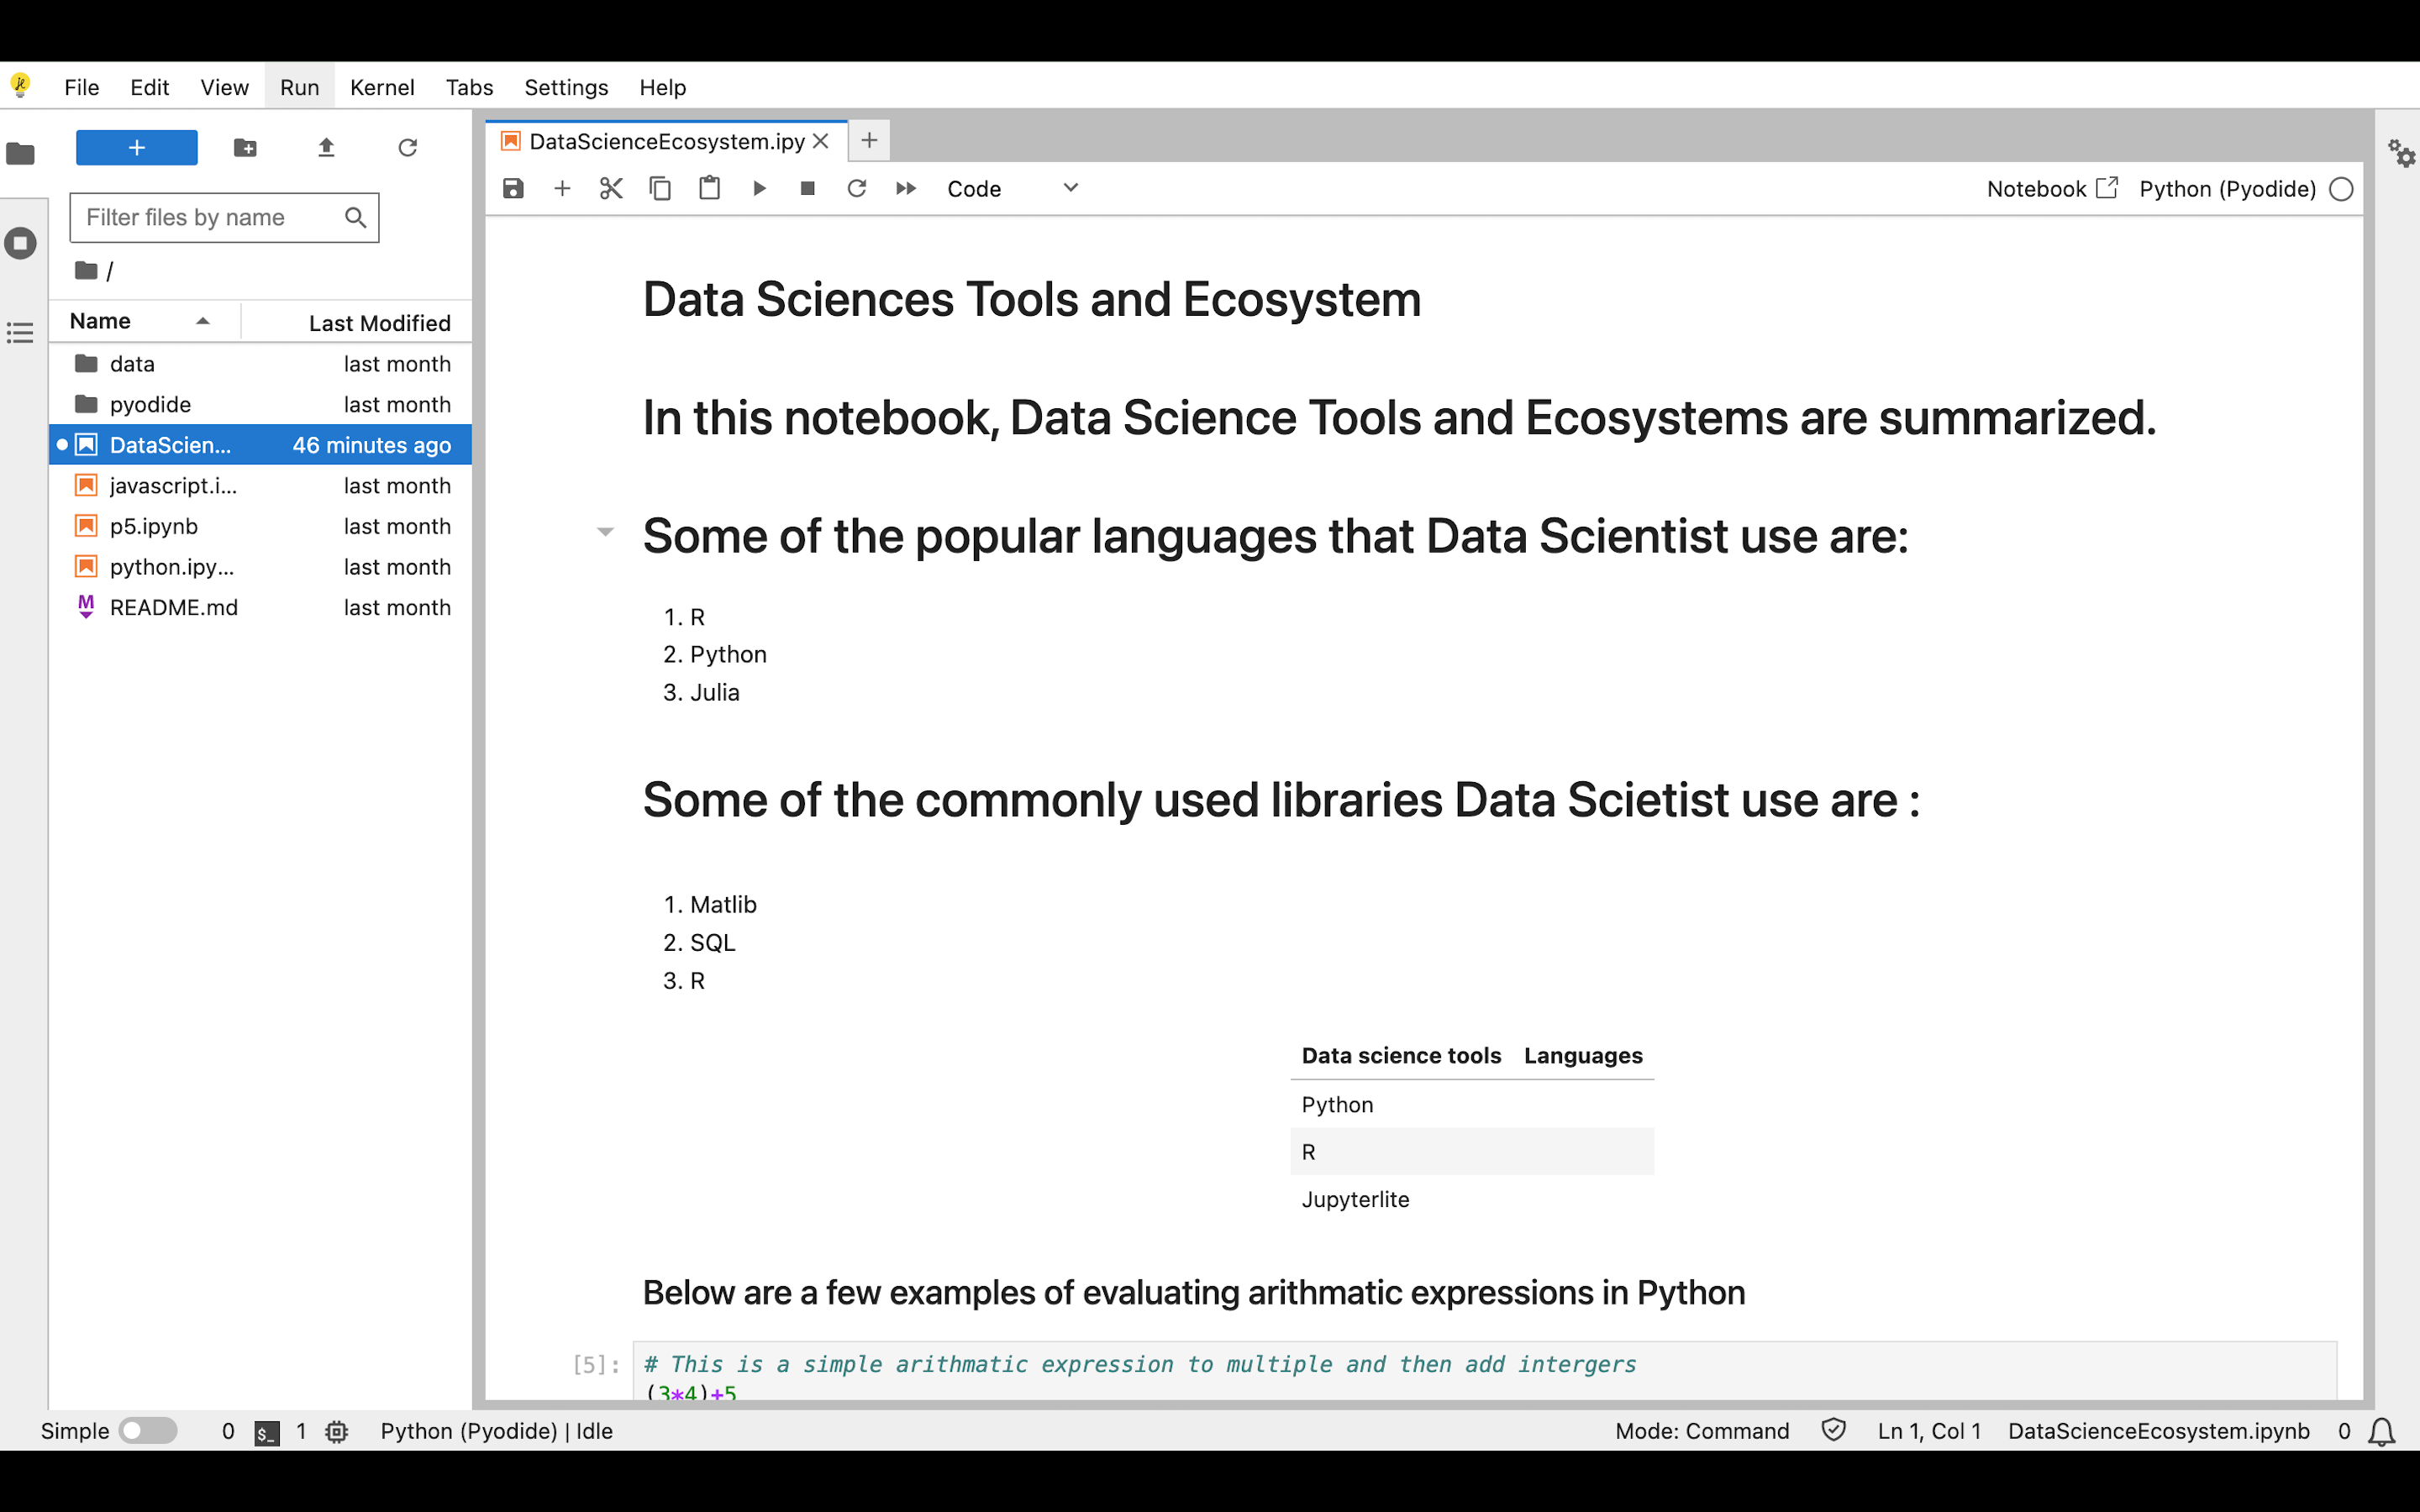 File Edit View Run Kernel Tabs Settings Help
DataScienceEcosystem.ipy
Filter files by name
Code
Notebook Python (Pyodide)
/
Name Last Modified
data last month
pyodide last month
DataScien... 46 minutes ago
javascript.i... last month
p5.ipynb last month
python.ipy... last month
README.md last month
Data Sciences Tools and Ecosystem
In this notebook, Data Science Tools and Ecosystems are summarized.
Some of the popular languages that Data Scientist use are:
1. R
2. Python
3. Julia
Some of the commonly used libraries Data Scietist use are :
1. Matlib
2. SQL
3. R
Data science tools Languages
Python
R
Jupyterlite
Below are a few examples of evaluating arithmatic expressions in Python
[5]: # This is a simple arithmatic expression to multiple and then add intergers
(3*4)+5
Simple 0 $_ 1 Python (Pyodide) | Idle Mode: Command Ln 1, Col 1 DataScienceEcosystem.ipynb 0